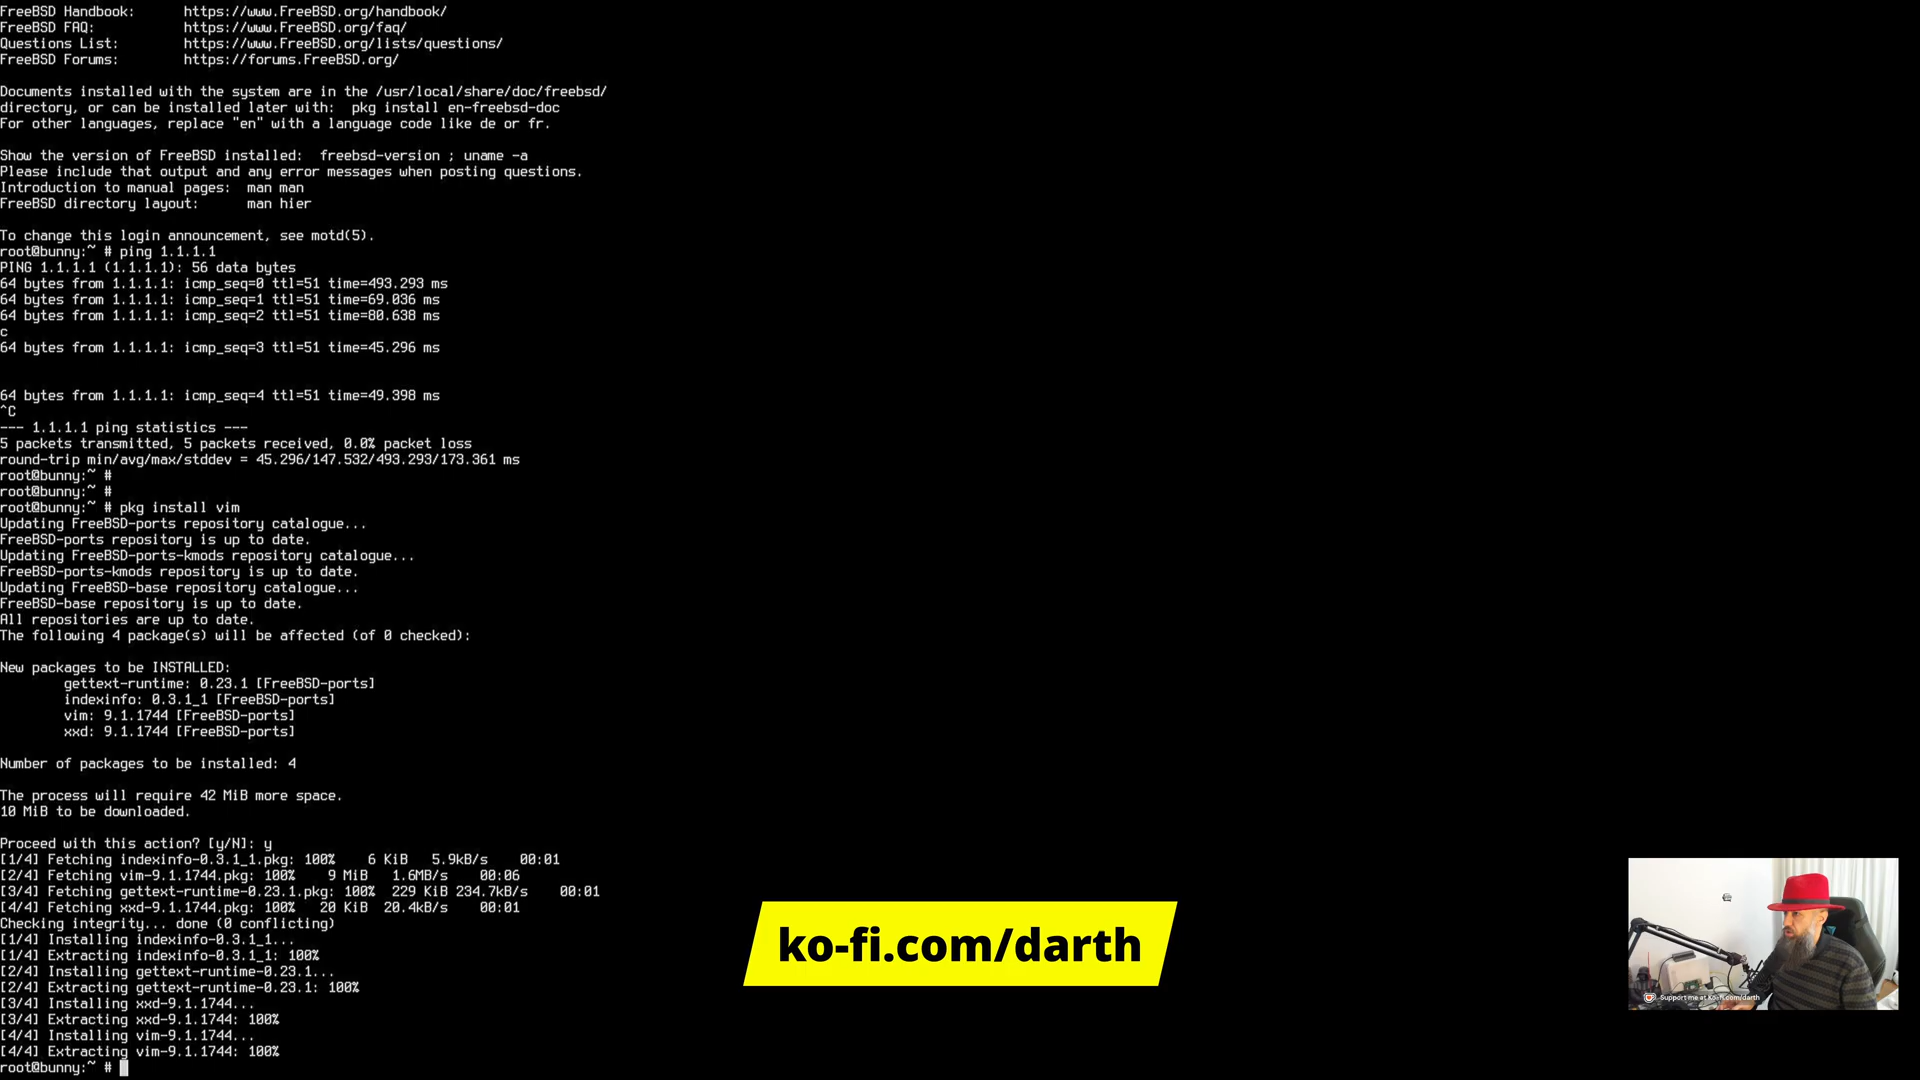 FreeBSD Handbook:      https://www.FreeBSD.org/handbook/
FreeBSD FAQ:           https://www.FreeBSD.org/faq/
Questions List:        https://www.FreeBSD.org/lists/questions/
FreeBSD Forums:        https://forums.FreeBSD.org/
Documents installed with the system are in the /usr/local/share/doc/freebsd/
directory, or can be installed later with:  pkg install en-freebsd-doc
For other languages, replace "en" with a language code like de or fr.
Show the version of FreeBSD installed:  freebsd-version ; uname -a
Please include that output and any error messages when posting questions.
Introduction to manual pages:  man man
FreeBSD directory layout:      man hier
To change this login announcement, see motd(5).
root@bunny:~ # ping 1.1.1.1
PING 1.1.1.1 (1.1.1.1): 56 data bytes
64 bytes from 1.1.1.1: icmp_seq=0 ttl=51 time=493.293 ms
64 bytes from 1.1.1.1: icmp_seq=1 ttl=51 time=69.036 ms
64 bytes from 1.1.1.1: icmp_seq=2 ttl=51 time=80.638 ms
c
64 bytes from 1.1.1.1: icmp_seq=3 ttl=51 time=45.296 ms
64 bytes from 1.1.1.1: icmp_seq=4 ttl=51 time=49.398 ms
^C
--- 1.1.1.1 ping statistics ---
5 packets transmitted, 5 packets received, 0.0% packet loss
round-trip min/avg/max/stddev = 45.296/147.532/493.293/173.361 ms
root@bunny:~ #
root@bunny:~ #
root@bunny:~ # pkg install vim
Updating FreeBSD-ports repository catalogue...
FreeBSD-ports repository is up to date.
Updating FreeBSD-ports-kmods repository catalogue...
FreeBSD-ports-kmods repository is up to date.
Updating FreeBSD-base repository catalogue...
FreeBSD-base repository is up to date.
All repositories are up to date.
The following 4 package(s) will be affected (of 0 checked):
New packages to be INSTALLED:
        gettext-runtime: 0.23.1 [FreeBSD-ports]
        indexinfo: 0.3.1_1 [FreeBSD-ports]
        vim: 9.1.1744 [FreeBSD-ports]
        xxd: 9.1.1744 [FreeBSD-ports]
Number of packages to be installed: 4
The process will require 42 MiB more space.
10 MiB to be downloaded.
Proceed with this action? [y/N]: y
[1/4] Fetching indexinfo-0.3.1_1.pkg: 100%    6 KiB   5.9kB/s    00:01
[2/4] Fetching vim-9.1.1744.pkg: 100%    9 MiB   1.6MB/s    00:06
[3/4] Fetching gettext-runtime-0.23.1.pkg: 100%  229 KiB 234.7kB/s    00:01
[4/4] Fetching xxd-9.1.1744.pkg: 100%   20 KiB  20.4kB/s    00:01
Checking integrity... done (0 conflicting)
[1/4] Installing indexinfo-0.3.1_1...
[1/4] Extracting indexinfo-0.3.1_1: 100%
[2/4] Installing gettext-runtime-0.23.1...
[2/4] Extracting gettext-runtime-0.23.1: 100%
[3/4] Installing xxd-9.1.1744...
[3/4] Extracting xxd-9.1.1744: 100%
[4/4] Installing vim-9.1.1744...
[4/4] Extracting vim-9.1.1744: 100%
root@bunny:~ #
ko-fi.com/darth
Support me at Ko-fi.com/darth